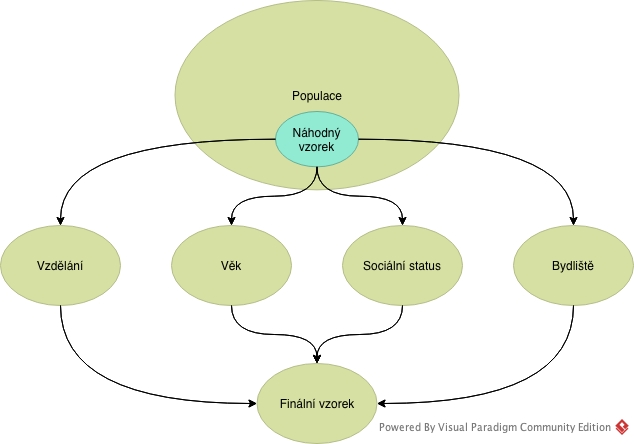 Populace
Náhodný
vzorek
Vzdělání
Věk
Sociální status
Bydliště
Finální vzorek
Powered By Visual Paradigm Community Edition